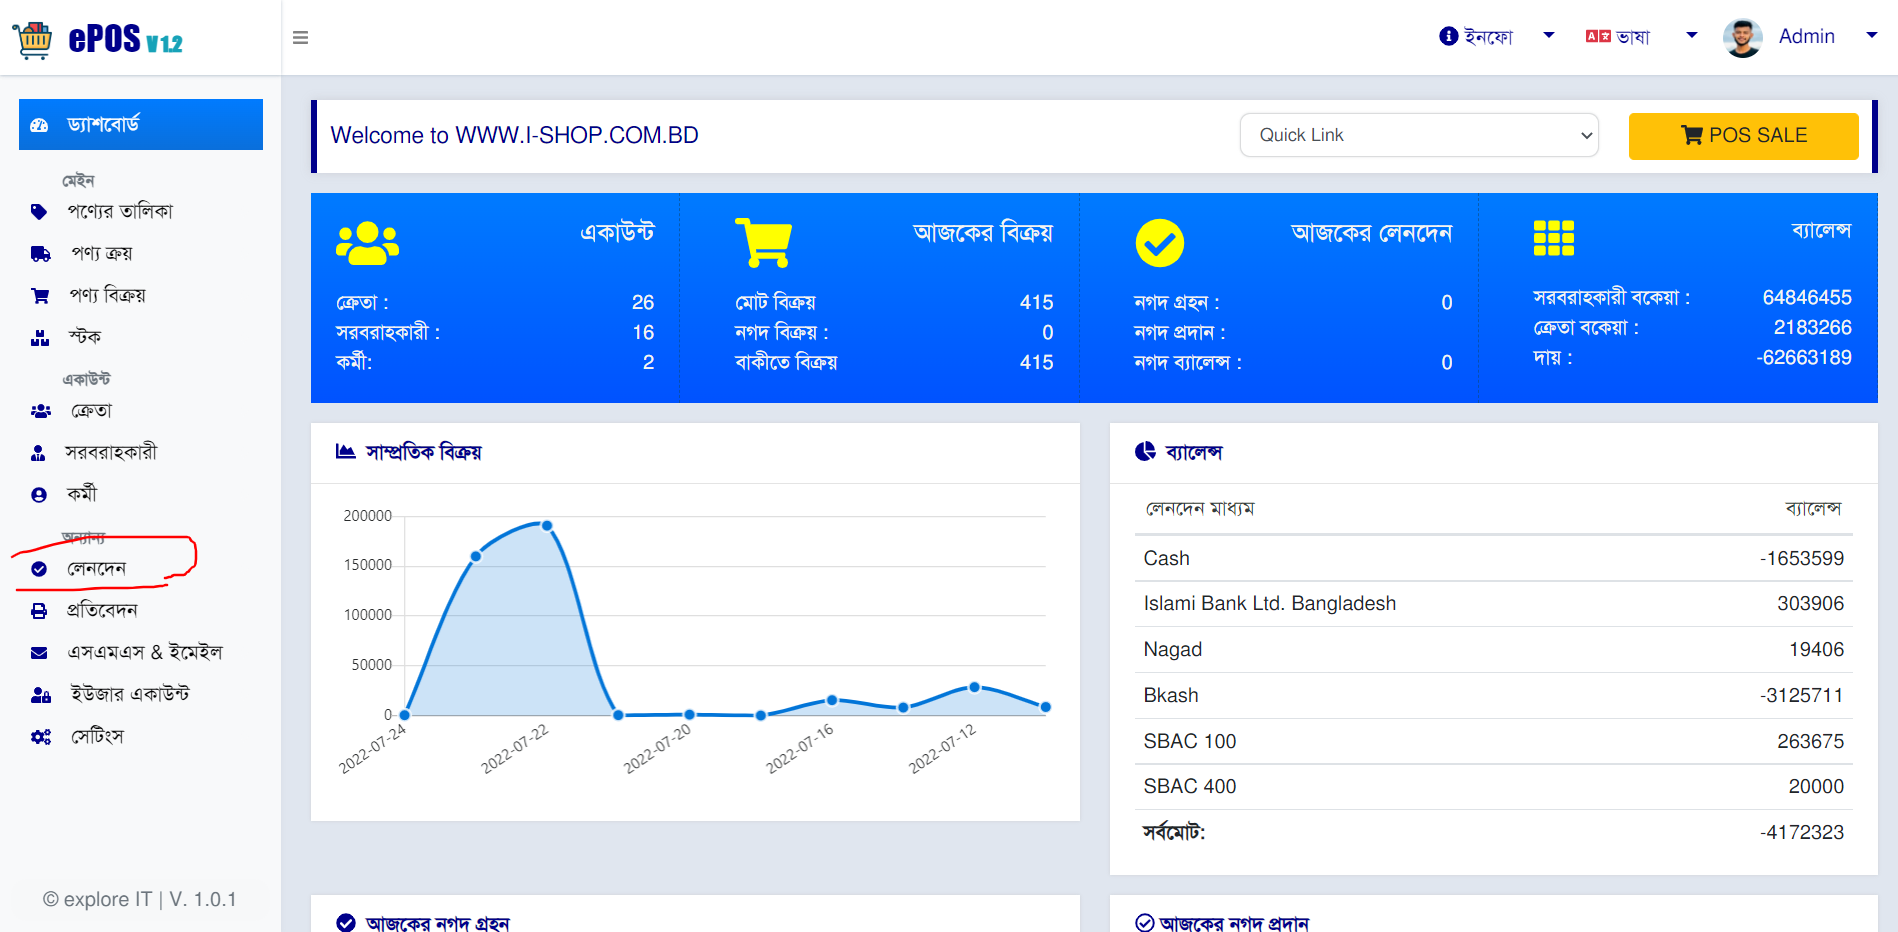 ePOS V 1.2
ইনফো
ভাষা
Admin
ড্যাশবোর্ড
মেইন
পণ্যের তালিকা
পণ্য ক্রয়
পণ্য বিক্রয়
স্টক
একাউন্ট
ক্রেতা
সরবরাহকারী
কর্মী
অন্যান্য
লেনদেন
প্রতিবেদন
এসএমএস & ইমেইল
ইউজার একাউন্ট
সেটিংস
© explore IT | V. 1.0.1
Welcome to WWW.I-SHOP.COM.BD
Quick Link
POS SALE
একাউন্ট
ক্রেতা : 26
সরবরাহকারী : 16
কর্মী: 2
আজকের বিক্রয়
মোট বিক্রয় 415
নগদ বিক্রয় : 0
বাকীতে বিক্রয় 415
আজকের লেনদেন
নগদ গ্রহন : 0
নগদ প্রদান :
নগদ ব্যালেন্স : 0
ব্যালেন্স
সরবরাহকারী বকেয়া : 64846455
ক্রেতা বকেয়া : 2183266
দায় : -62663189
সাম্প্রতিক বিক্রয়
200000
150000
100000
50000
0
2022-07-24 2022-07-22 2022-07-20 2022-07-16 2022-07-12
ব্যালেন্স
লেনদেন মাধ্যম ব্যালেন্স
Cash -1653599
Islami Bank Ltd. Bangladesh 303906
Nagad 19406
Bkash -3125711
SBAC 100 263675
SBAC 400 20000
সর্বমোট: -4172323
আজকের নগদ গ্রহন
আজকের নগদ প্রদান